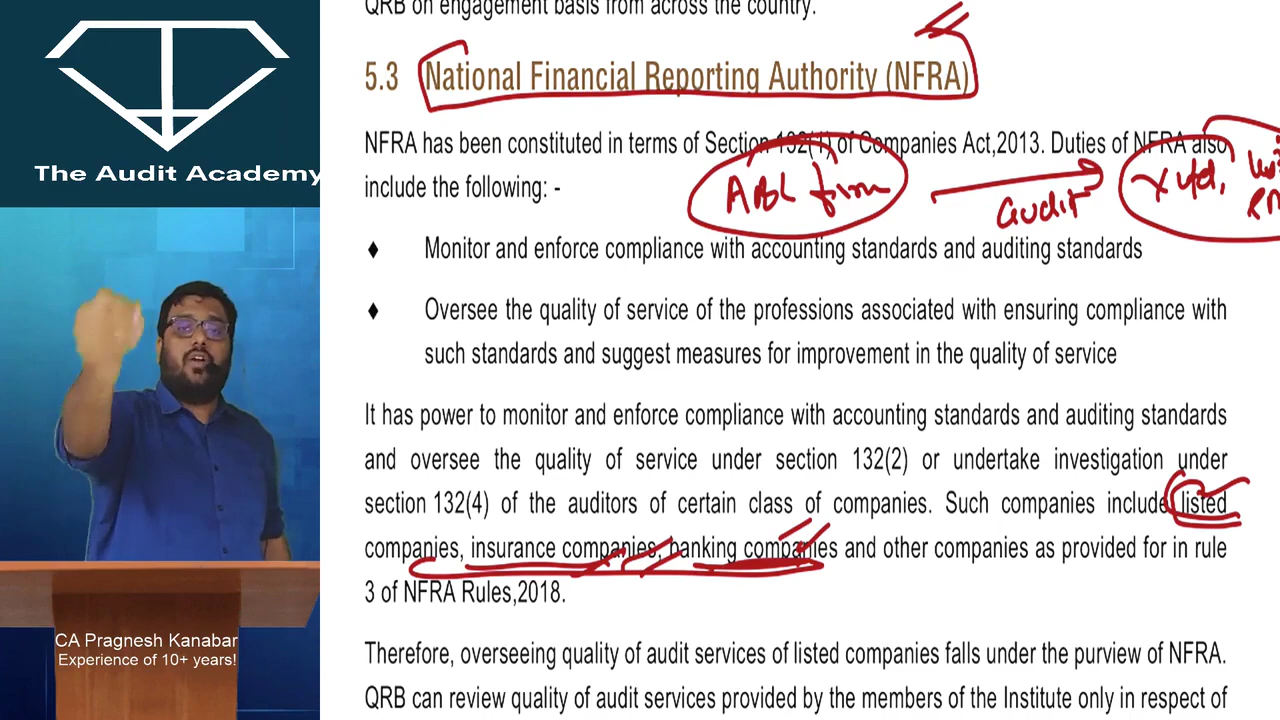 QRB on engagement basis from across the country.
5.3 National Financial Reporting Authority (NFRA)
NFRA has been constituted in terms of Section 132(1) of Companies Act,2013. Duties of NFRA also
include the following: -
ABC firm
audit
X Ltd.
♦ Monitor and enforce compliance with accounting standards and auditing standards
♦ Oversee the quality of service of the professions associated with ensuring compliance with
such standards and suggest measures for improvement in the quality of service
It has power to monitor and enforce compliance with accounting standards and auditing standards
and oversee the quality of service under section 132(2) or undertake investigation under
section 132(4) of the auditors of certain class of companies. Such companies include listed
companies, insurance companies, banking companies and other companies as provided for in rule
3 of NFRA Rules,2018.
Therefore, overseeing quality of audit services of listed companies falls under the purview of NFRA.
QRB can review quality of audit services provided by the members of the Institute only in respect of
The Audit Academy
CA Pragnesh Kanabar
Experience of 10+ years!